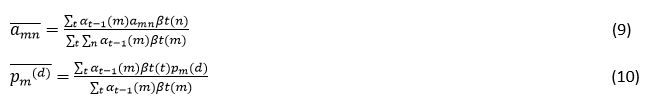 $\overline{a_{mn}} = \frac{\sum_t \alpha_{t-1}(m) a_{mn} \beta t(n)}{\sum_t \sum_n \alpha_{t-1}(m) \beta t(m)}$ (9)
$\overline{p_m{}^{(d)}} = \frac{\sum_t \alpha_{t-1}(m) \beta t(t) p_m(d)}{\sum_t \alpha_{t-1}(m) \beta t(m)}$ (10)